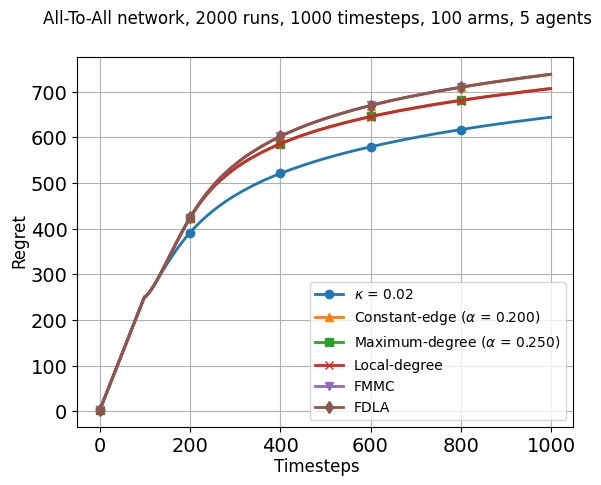 All-To-All network, 2000 runs, 1000 timesteps, 100 arms, 5 agents
Regret
700
600
500
400
300
200
100
0
κ = 0.02
Constant-edge (α = 0.200)
Maximum-degree (α = 0.250)
Local-degree
FMMC
FDLA
0 200 400 600 800 1000
Timesteps